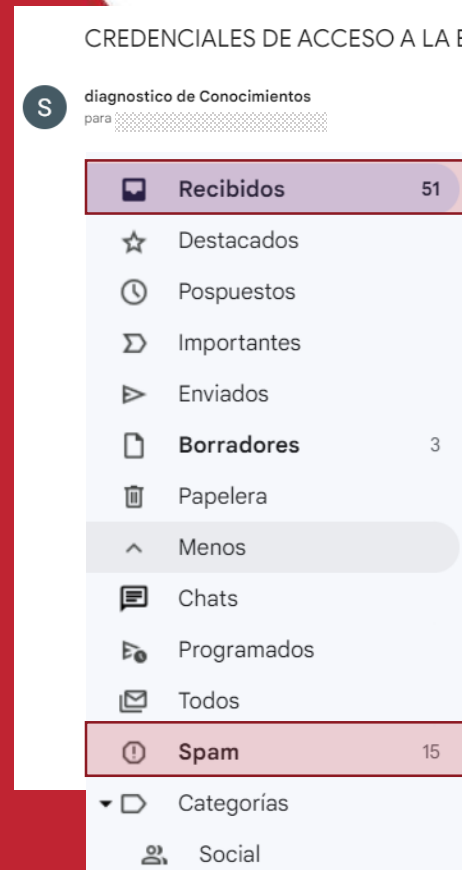 CREDENCIALES DE ACCESO A LA
S
diagnostico de Conocimientos
para
Recibidos 51
Destacados
Pospuestos
Importantes
Enviados
Borradores 3
Papelera
Menos
Chats
Programados
Todos
Spam 15
Categorías
Social